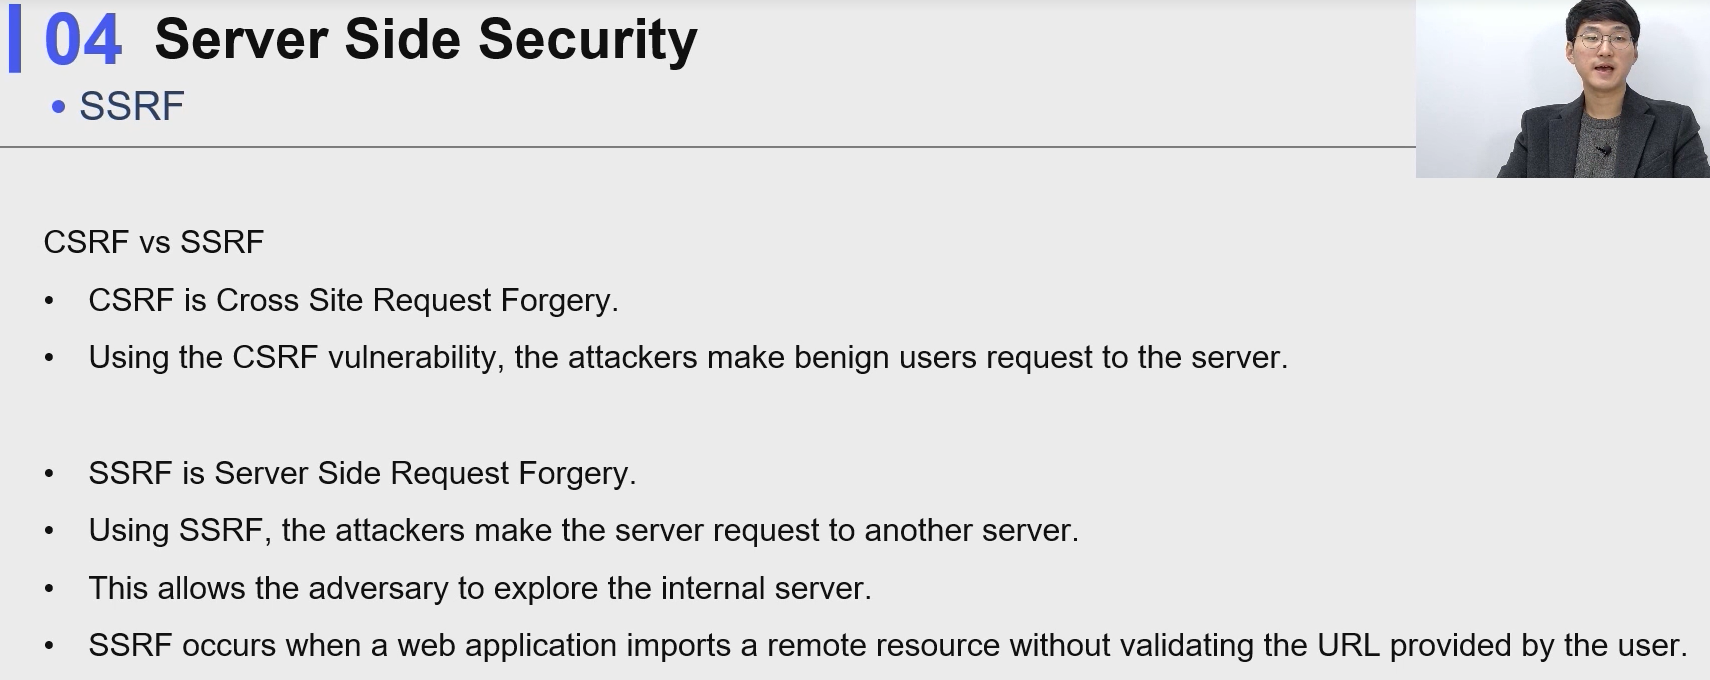 04 Server Side Security
• SSRF
CSRF vs SSRF
• CSRF is Cross Site Request Forgery.
• Using the CSRF vulnerability, the attackers make benign users request to the server.
• SSRF is Server Side Request Forgery.
• Using SSRF, the attackers make the server request to another server.
• This allows the adversary to explore the internal server.
• SSRF occurs when a web application imports a remote resource without validating the URL provided by the user.